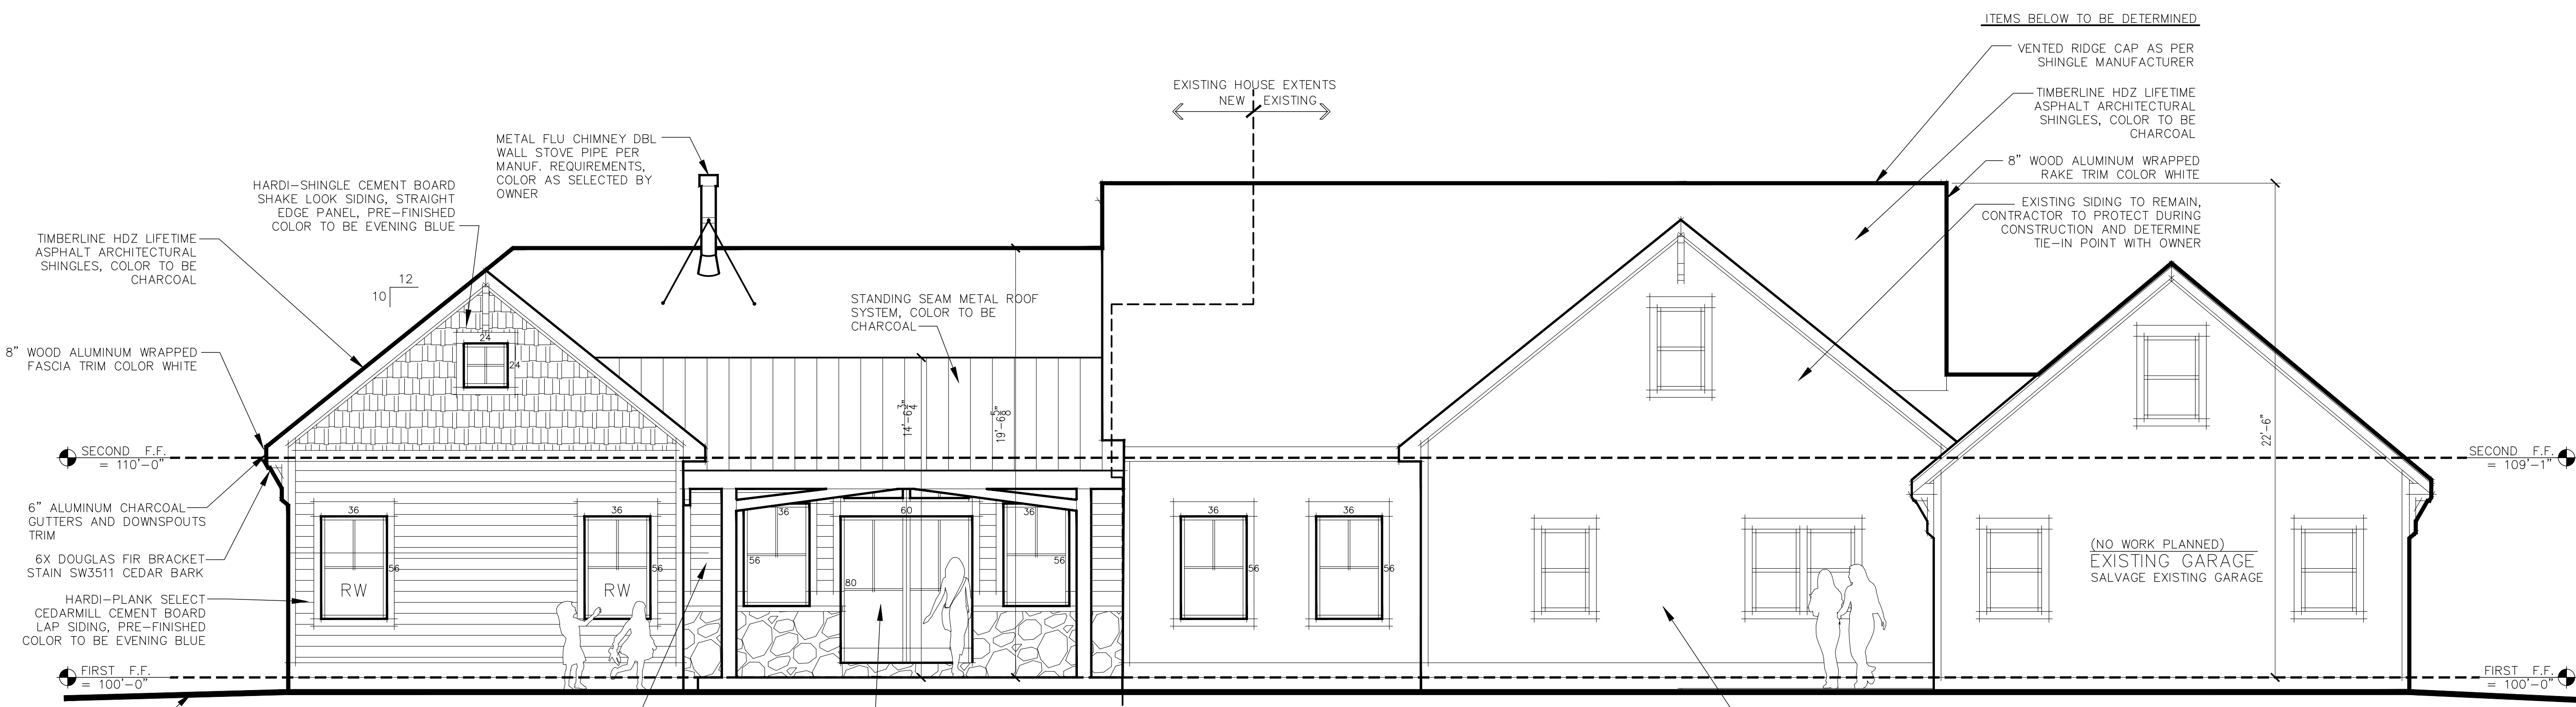 ITEMS BELOW TO BE DETERMINED
VENTED RIDGE CAP AS PER
SHINGLE MANUFACTURER
EXISTING HOUSE EXTENTS
NEW EXISTING
TIMBERLINE HDZ LIFETIME
ASPHALT ARCHITECTURAL
SHINGLES, COLOR TO BE
CHARCOAL
METAL FLU CHIMNEY DBL
WALL STOVE PIPE PER
MANUF. REQUIREMENTS,
COLOR AS SELECTED BY
OWNER
8" WOOD ALUMINUM WRAPPED
RAKE TRIM COLOR WHITE
HARDI-SHINGLE CEMENT BOARD
SHAKE LOOK SIDING, STRAIGHT
EDGE PANEL, PRE-FINISHED
COLOR TO BE EVENING BLUE
EXISTING SIDING TO REMAIN,
CONTRACTOR TO PROTECT DURING
CONSTRUCTION AND DETERMINE
TIE-IN POINT WITH OWNER
TIMBERLINE HDZ LIFETIME
ASPHALT ARCHITECTURAL
SHINGLES, COLOR TO BE
CHARCOAL
12
10
STANDING SEAM METAL ROOF
SYSTEM, COLOR TO BE
CHARCOAL
24
24
8" WOOD ALUMINUM WRAPPED
FASCIA TRIM COLOR WHITE
14'-6 3/4"
19'-6 5/8"
22'-6"
SECOND F.F.
= 110'-0"
SECOND F.F.
= 109'-1"
6" ALUMINUM CHARCOAL
GUTTERS AND DOWNSPOUTS
TRIM
36
36
36
60
36
36
36
6X DOUGLAS FIR BRACKET
STAIN SW3511 CEDAR BARK
56
56
56
80
56
56
56
RW
RW
(NO WORK PLANNED)
EXISTING GARAGE
SALVAGE EXISTING GARAGE
HARDI-PLANK SELECT
CEDARMILL CEMENT BOARD
LAP SIDING, PRE-FINISHED
COLOR TO BE EVENING BLUE
FIRST F.F.
= 100'-0"
FIRST F.F.
= 100'-0"